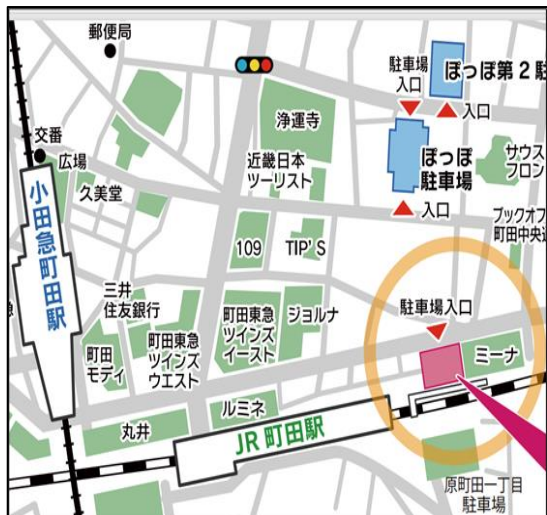 郵便局
駐車場
入口
ぽっぽ第2駐
入口
浄運寺
ぽっぽ
駐車場
サウス
フロン
交番
広場
久美堂
近畿日本
ツーリスト
入口
ブックオフ
町田中央通
小田急町田駅
109
TIP'S
三井
住友銀行
町田東急
ツインズ
イースト
ジョルナ
駐車場入口
町田
モディ
町田東急
ツインズ
ウエスト
ミーナ
ルミネ
丸井
JR町田駅
原町田一丁目
駐車場